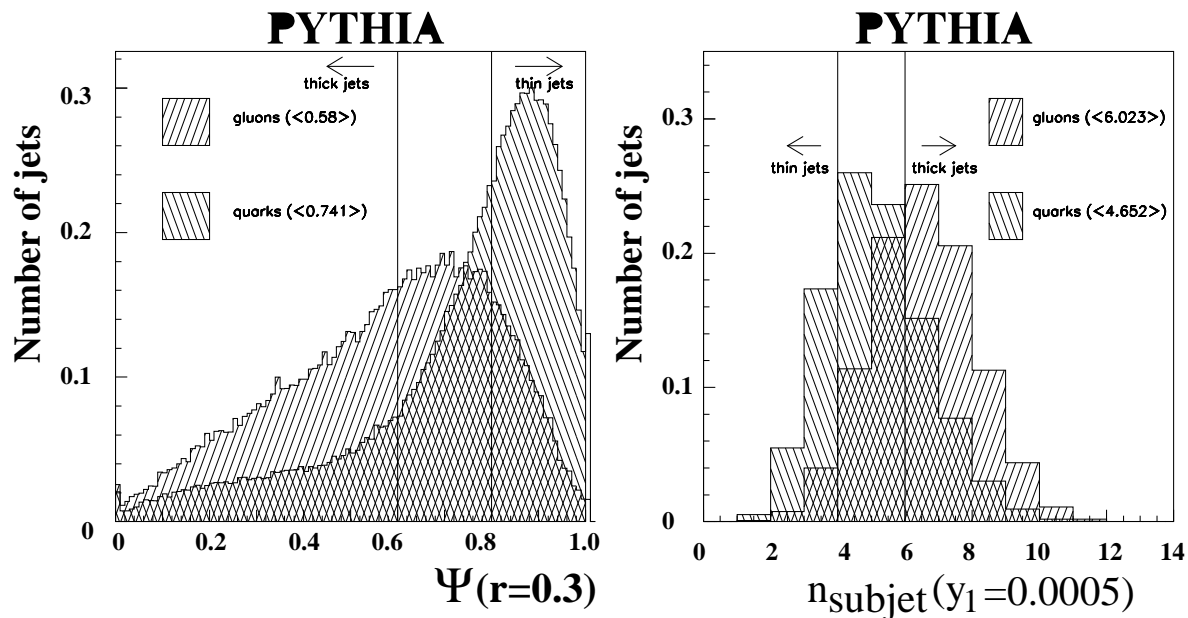 PYTHIA
thick jets
thin jets
gluons (<0.58>)
quarks (<0.741>)
Number of jets
0.3
0.2
0.1
0
0
0.2
0.4
0.6
0.8
1.0
Ψ(r=0.3)
PYTHIA
thin jets
thick jets
gluons (<6.023>)
quarks (<4.652>)
Number of jets
0.3
0.2
0.1
0
0
2
4
6
8
10
12
14
nsubjet(y1=0.0005)